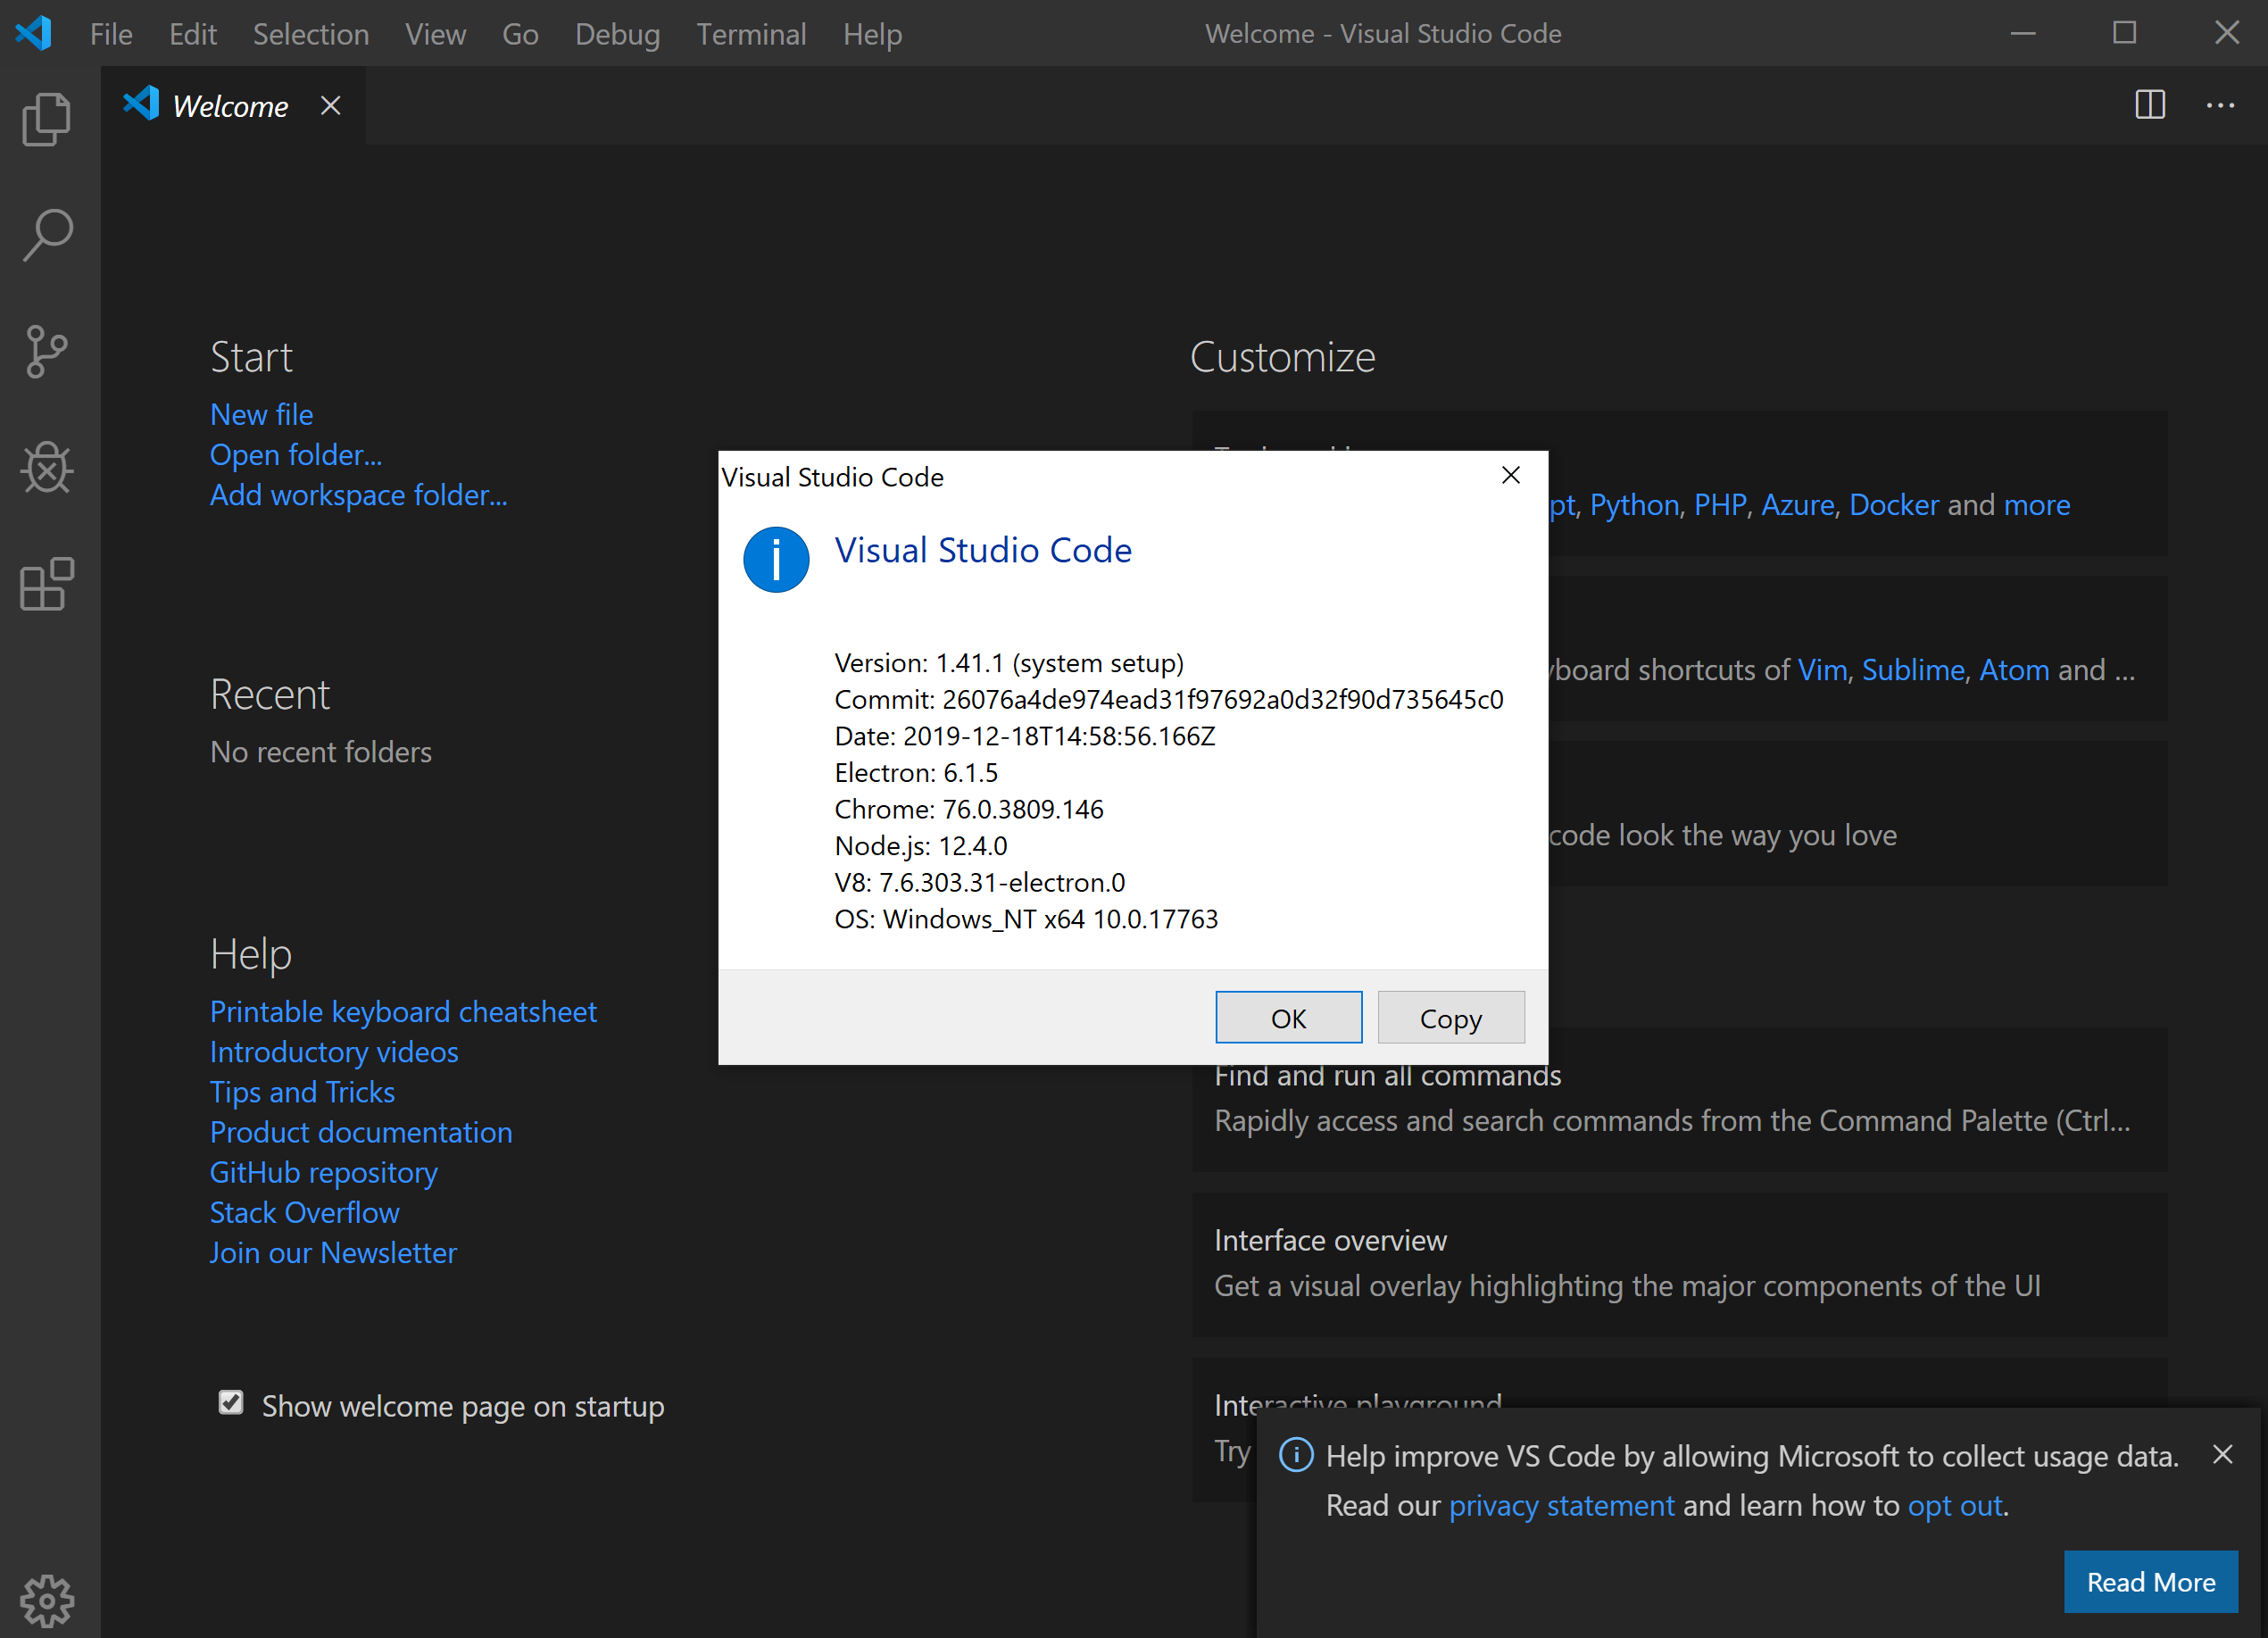 File Edit Selection View Go Debug Terminal Help
Welcome - Visual Studio Code
Welcome
Start
New file
Open folder...
Add workspace folder...
Recent
No recent folders
Help
Printable keyboard cheatsheet
Introductory videos
Tips and Tricks
Product documentation
GitHub repository
Stack Overflow
Join our Newsletter
Show welcome page on startup
Customize
Python, PHP, Azure, Docker and more
shortcuts of Vim, Sublime, Atom and ...
code look the way you love
Find and run all commands
Rapidly access and search commands from the Command Palette (Ctrl...
Interface overview
Get a visual overlay highlighting the major components of the UI
Interactive playground
Try
Visual Studio Code
Visual Studio Code
Version: 1.41.1 (system setup)
Commit: 26076a4de974ead31f97692a0d32f90d735645c0
Date: 2019-12-18T14:58:56.166Z
Electron: 6.1.5
Chrome: 76.0.3809.146
Node.js: 12.4.0
V8: 7.6.303.31-electron.0
OS: Windows_NT x64 10.0.17763
OK
Copy
Help improve VS Code by allowing Microsoft to collect usage data.
Read our privacy statement and learn how to opt out.
Read More